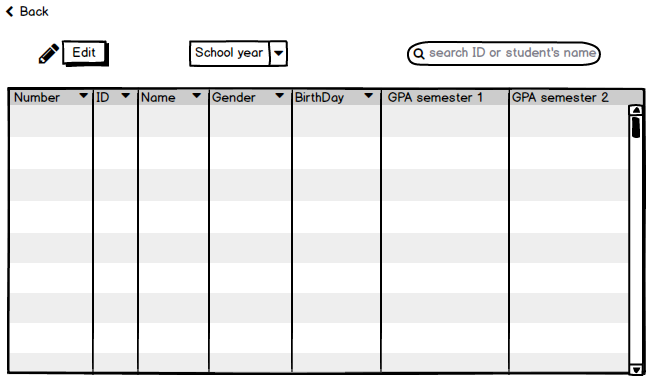 Back
Edit
School year
search ID or student's name
Number ID Name Gender BirthDay GPA semester 1 GPA semester 2